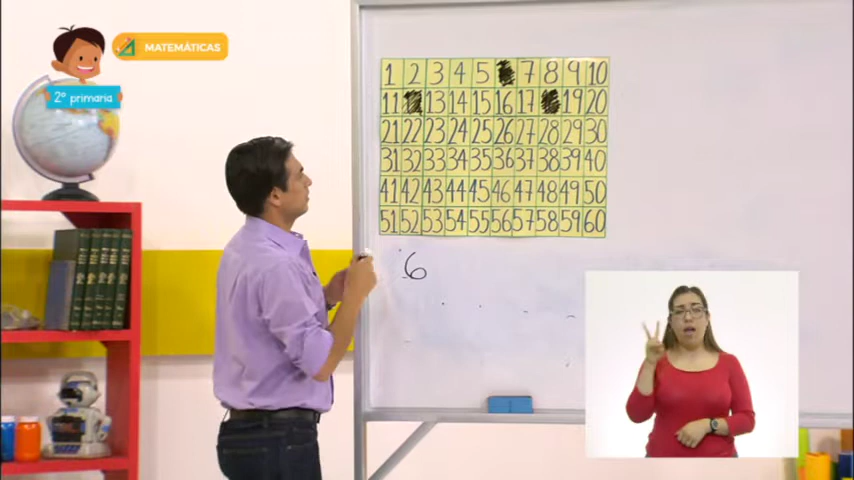 MATEMÁTICAS
2º primaria
1 2 3 4 5 7 8 9 10
11 13 14 15 16 17 19 20
21 22 23 24 25 26 27 28 29 30
31 32 33 34 35 36 37 38 39 40
41 42 43 44 45 46 47 48 49 50
51 52 53 54 55 56 57 58 59 60
6